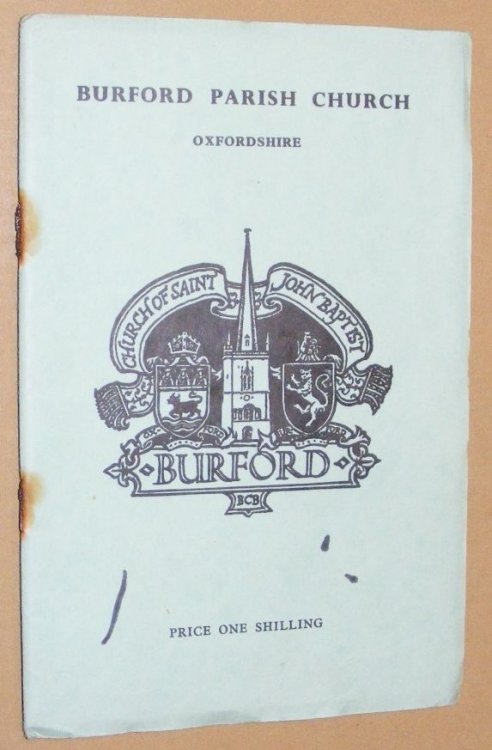 BURFORD PARISH CHURCH
OXFORDSHIRE
CHURCH OF SAINT
JOHN BAPTIST
BURFORD
BCB
PRICE ONE SHILLING